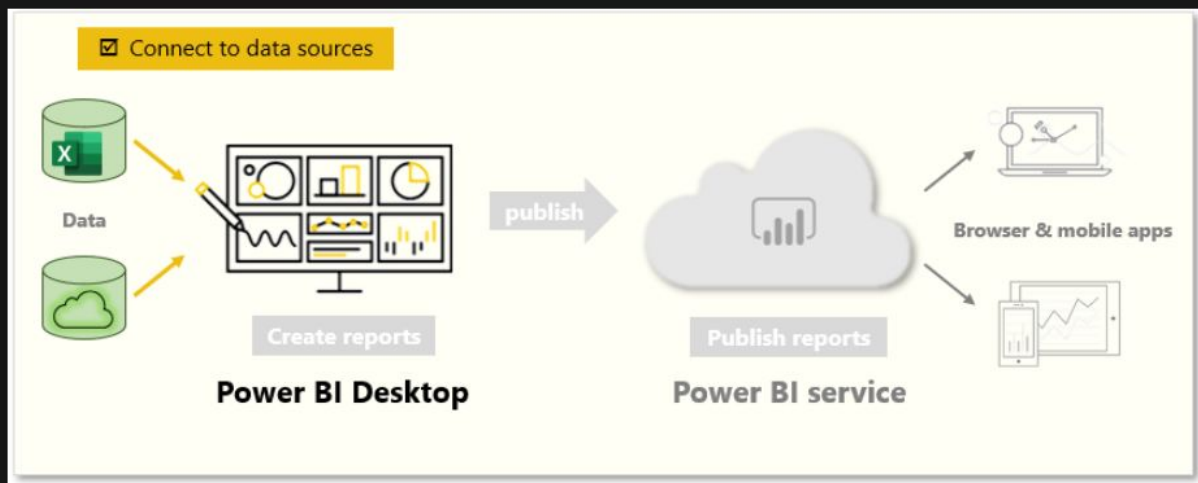 Connect to data sources
X
Data
publish
Browser & mobile apps
Create reports
Publish reports
Power BI Desktop
Power BI service